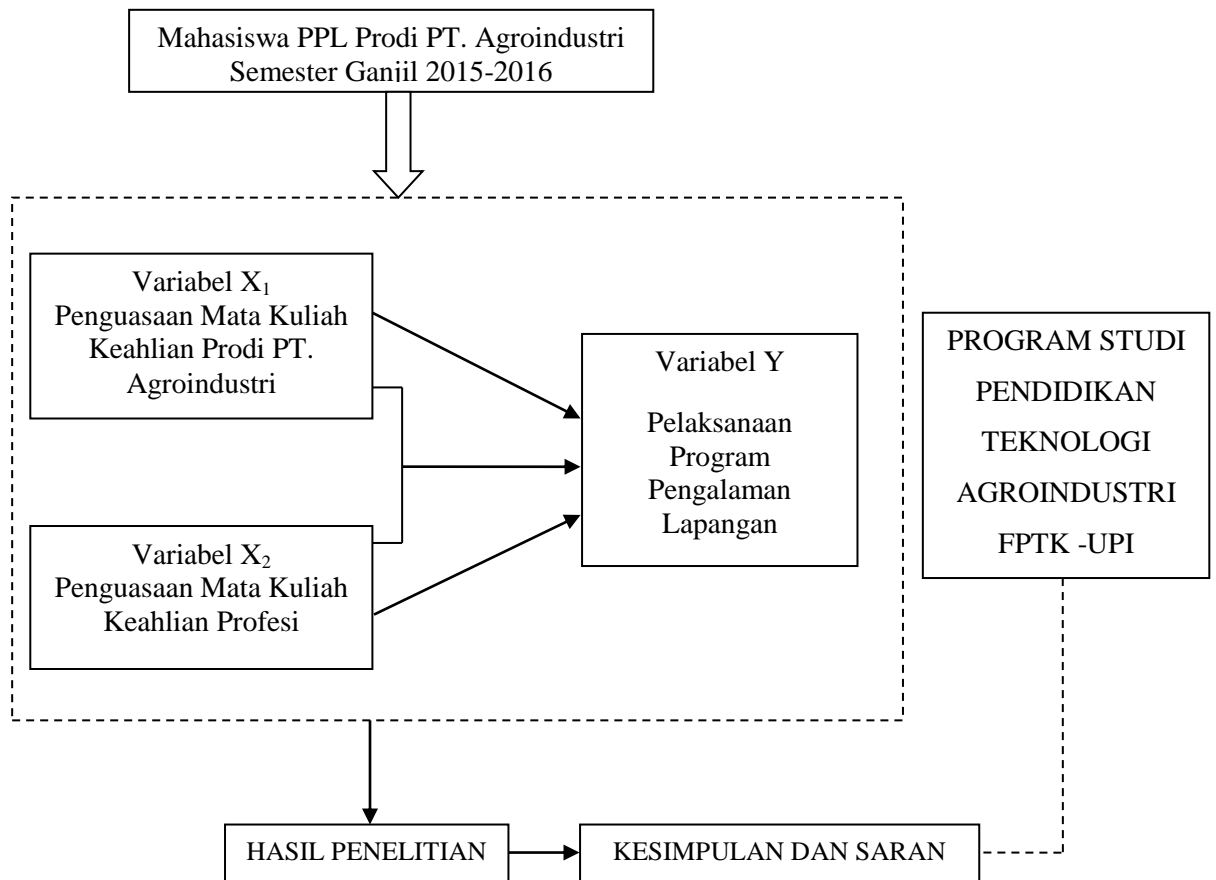 Mahasiswa PPL Prodi PT. Agroindustri
Semester Ganjil 2015-2016
Variabel X₁
Penguasaan Mata Kuliah
Keahlian Prodi PT.
Agroindustri
Variabel X₂
Penguasaan Mata Kuliah
Keahlian Profesi
Variabel Y
Pelaksanaan
Program
Pengalaman
Lapangan
PROGRAM STUDI
PENDIDIKAN
TEKNOLOGI
AGROINDUSTRI
FPTK -UPI
HASIL PENELITIAN
KESIMPULAN DAN SARAN